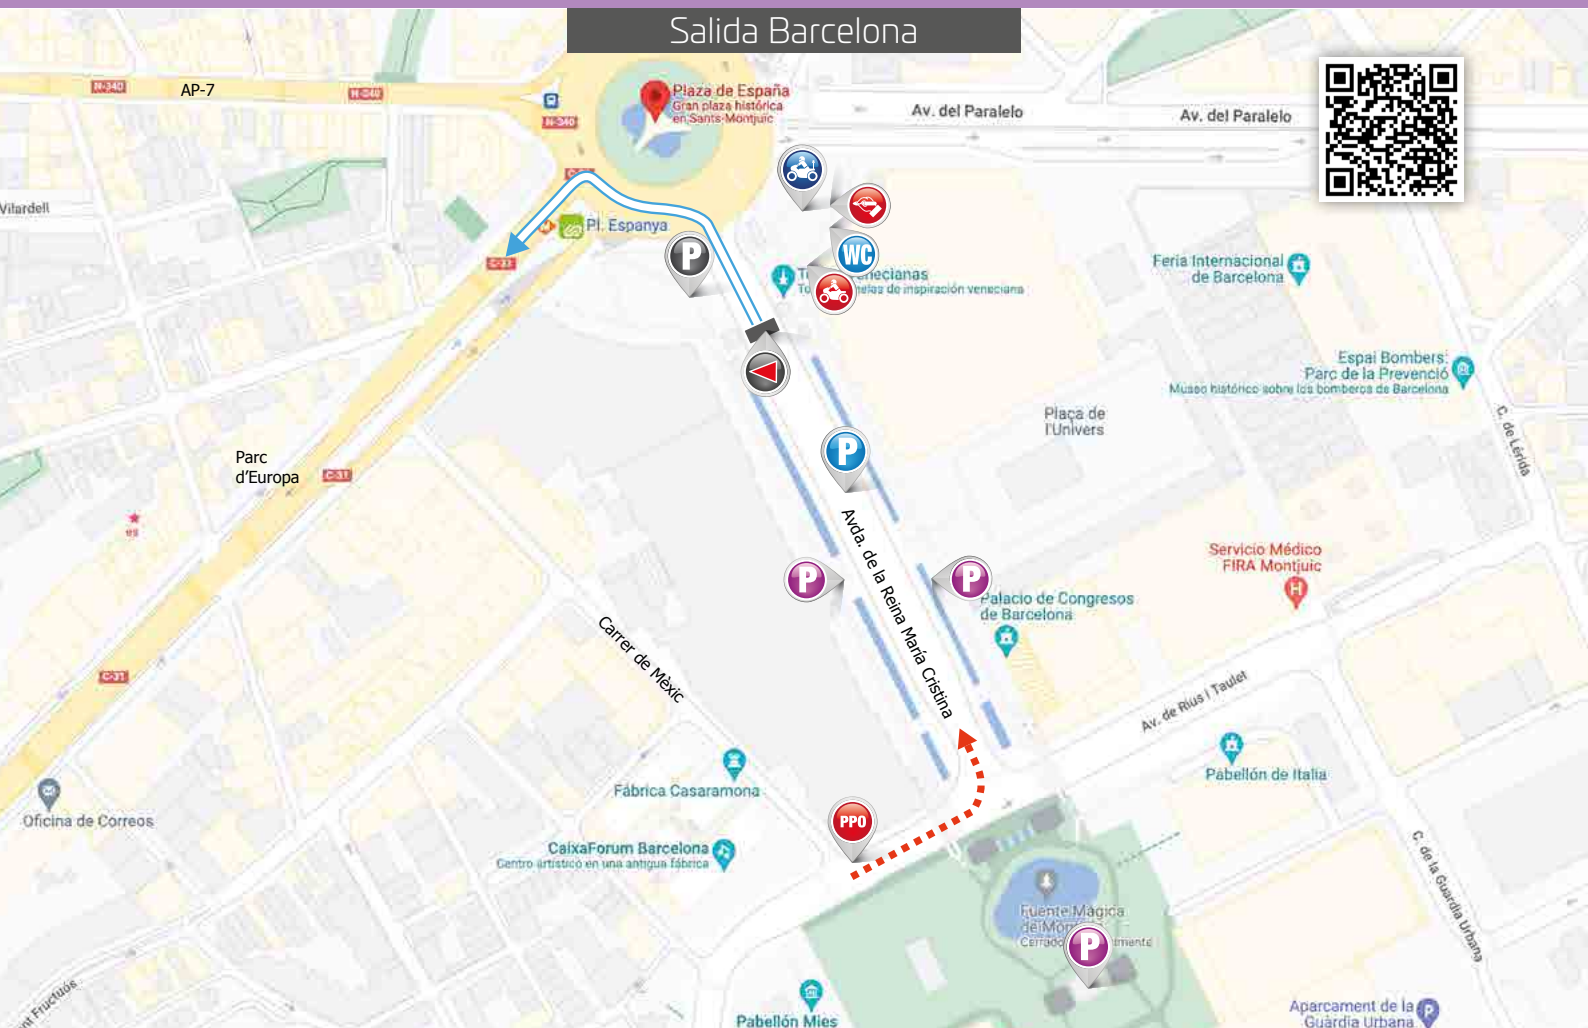 Salida Barcelona
N-340
AP-7
N-340
N-340
Plaza de España
Gran plaza histórica
en Sants-Montjuïc
Av. del Paralelo
Av. del Paralelo
Vilardell
Pl. Espanya
P
C-31
WC
Feria Internacional
de Barcelona
Espai Bombers:
Parc de la Prevenció
Museo histórico sobre los bomberos de Barcelona
Plaça de
l'Univers
C. de Lérida
P
Parc
d'Europa
C-31
es
Avda. de la Reina María Cristina
Servicio Médico
FIRA Montjuïc
H
P
P
Palacio de Congresos
de Barcelona
Carrer de Mèxic
C-31
Av. de Rius i Taulet
Pabellón de Italia
Fábrica Casaramona
Oficina de Correos
PPO
CaixaForum Barcelona
Centro artístico en una antigua fábrica
C. de la Guardia Urbana
Fuente Mágica
P
Pabellón Mies
Aparcament de la
Guàrdia Urbana
P